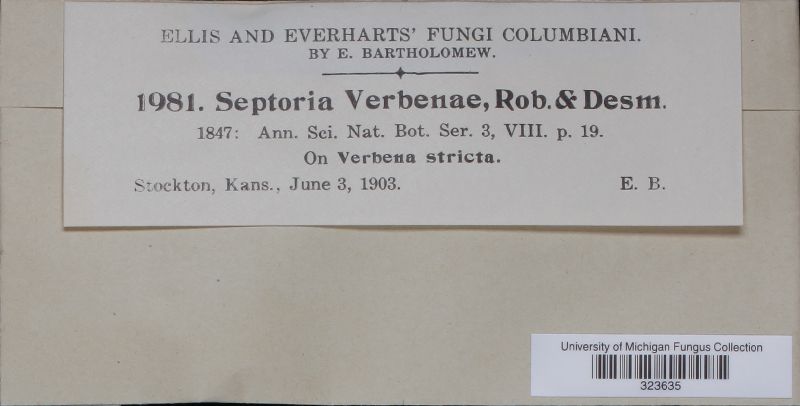 ELLIS AND EVERHARTS' FUNGI COLUMBIANI.
BY E. BARTHOLOMEW.
1981. Septoria Verbenae, Rob. & Desm.
1847: Ann. Sci. Nat. Bot. Ser. 3, VIII. p. 19.
On Verbena stricta.
Stockton, Kans., June 3, 1903. E. B.
University of Michigan Fungus Collection
323635